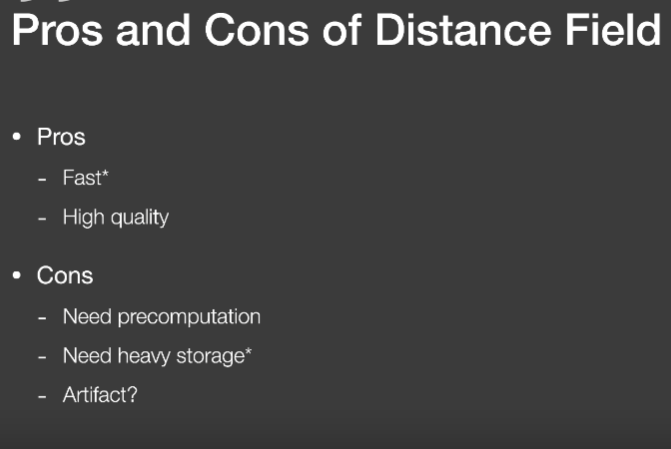 Pros and Cons of Distance Field
• Pros
- Fast*
- High quality
• Cons
- Need precomputation
- Need heavy storage*
- Artifact?